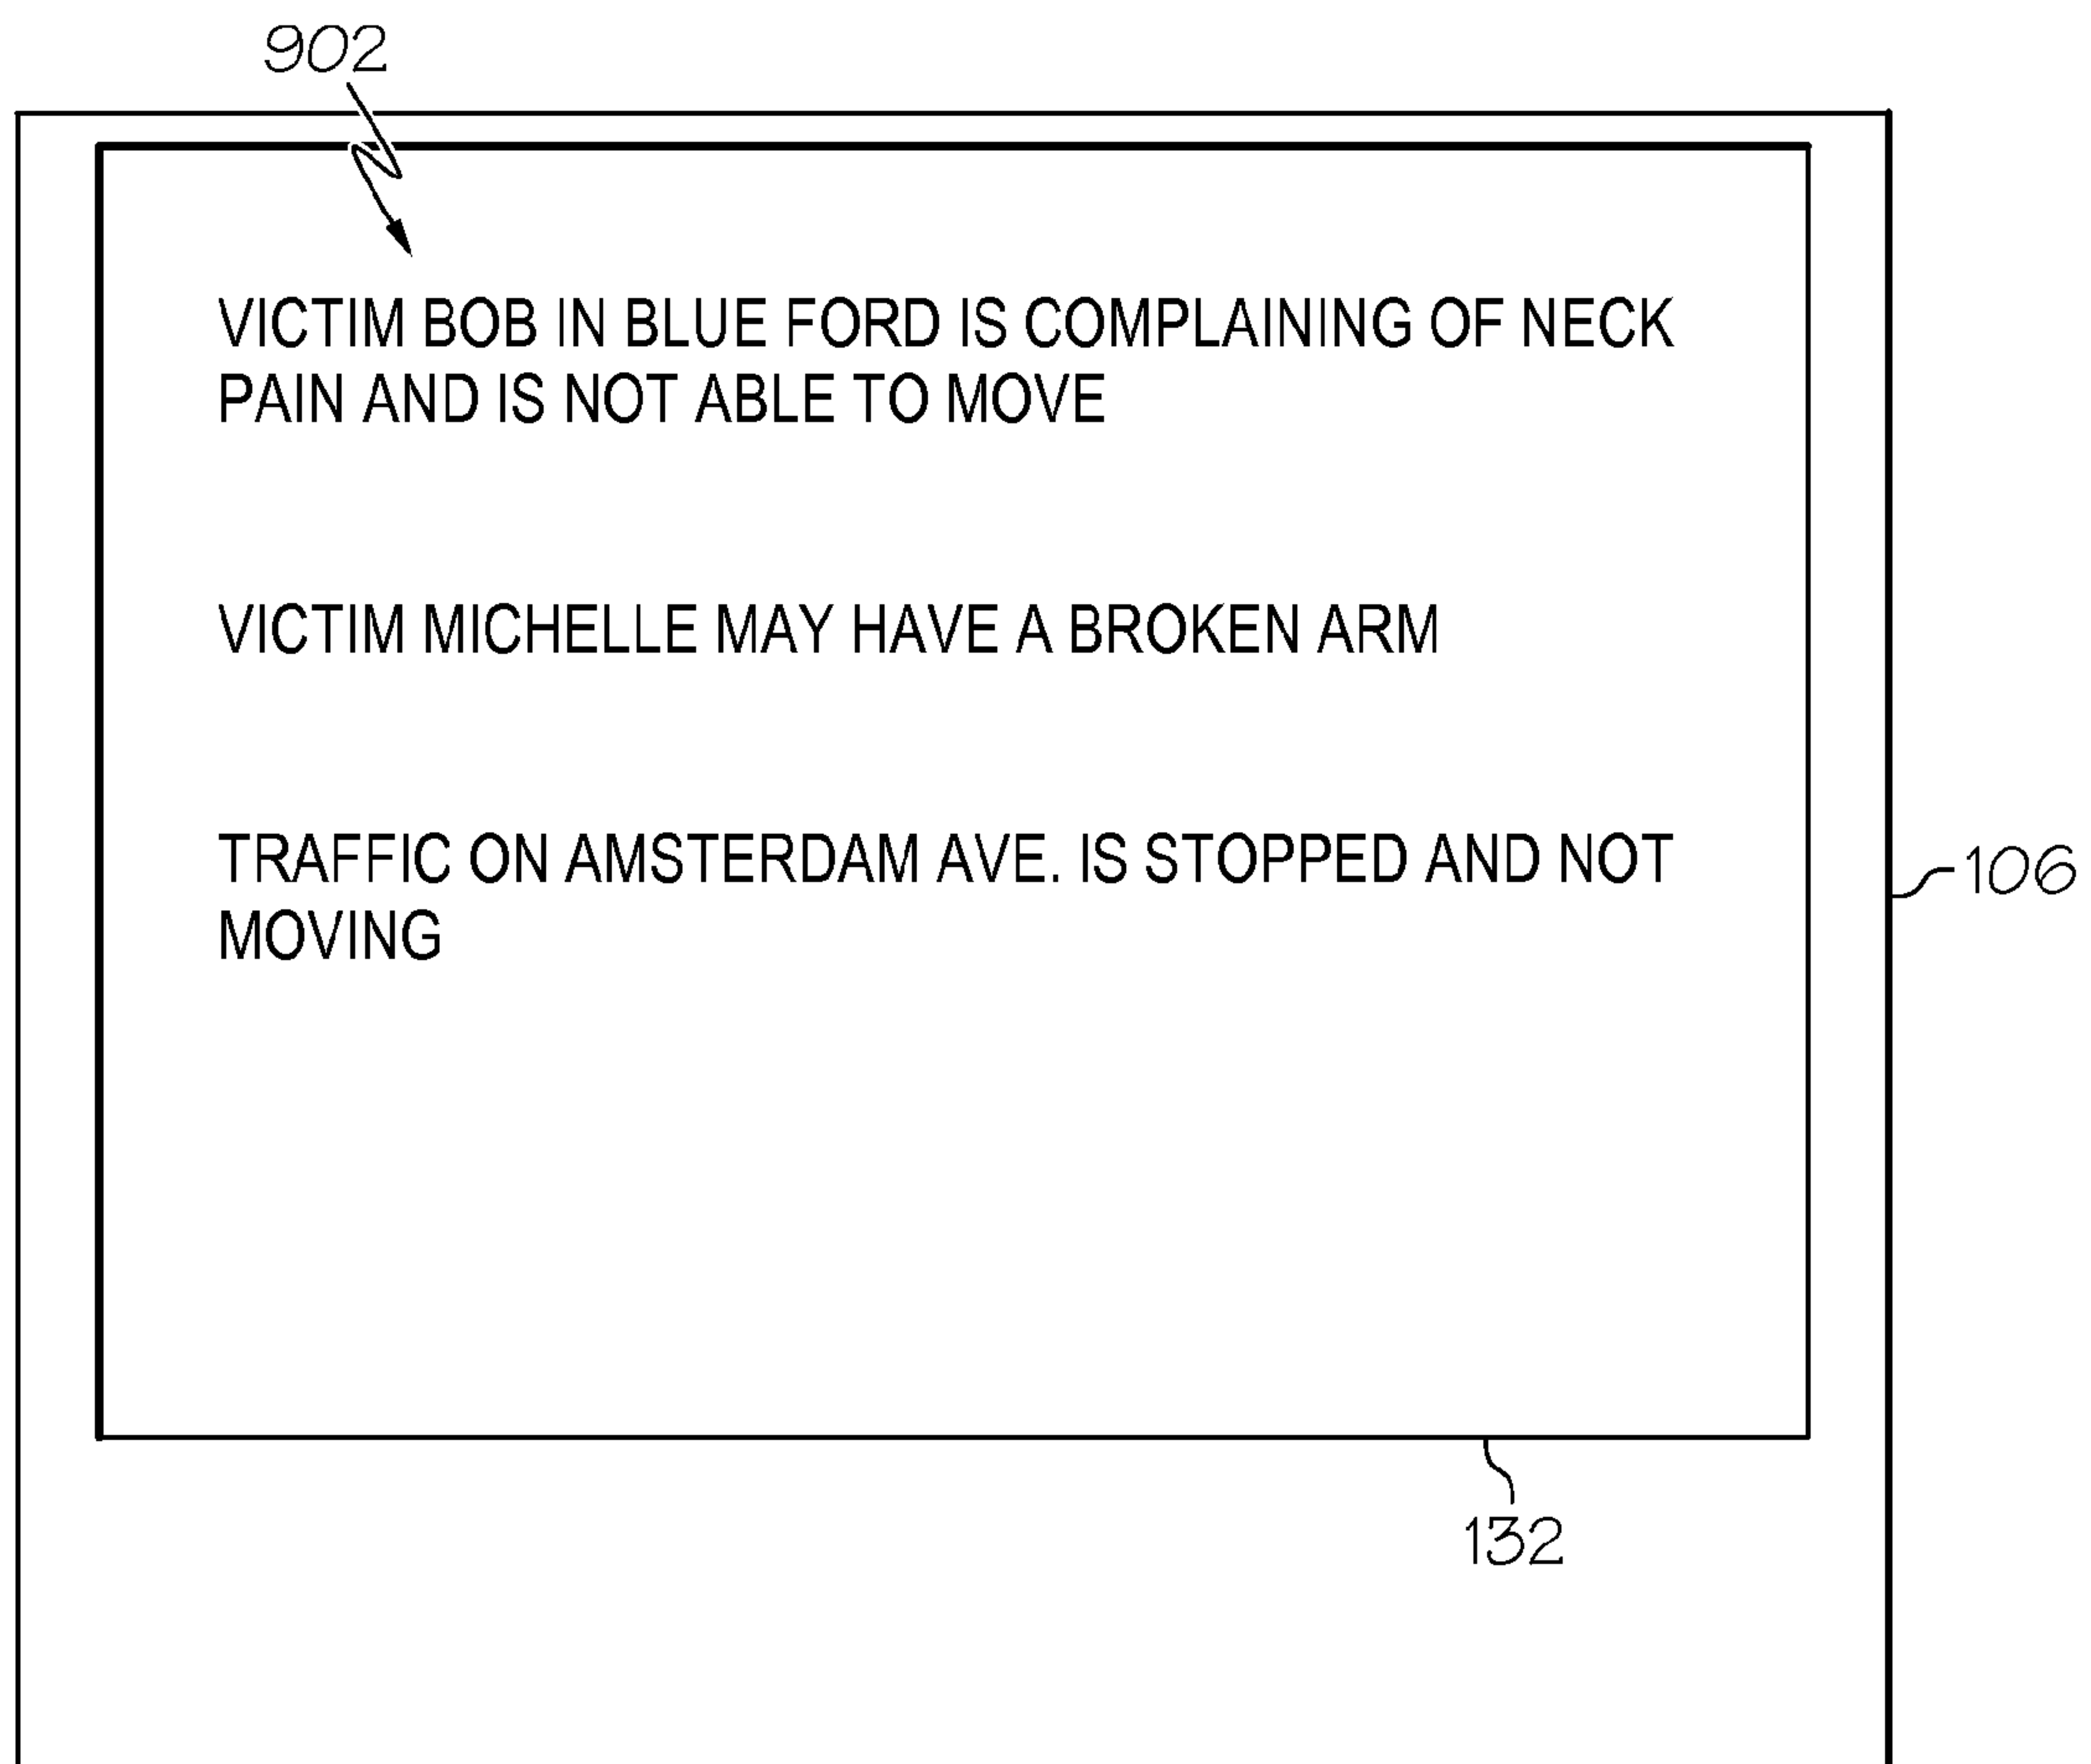 902
VICTIM BOB IN BLUE FORD IS COMPLAINING OF NECK
PAIN AND IS NOT ABLE TO MOVE
VICTIM MICHELLE MAY HAVE A BROKEN ARM
TRAFFIC ON AMSTERDAM AVE. IS STOPPED AND NOT
MOVING
106
132